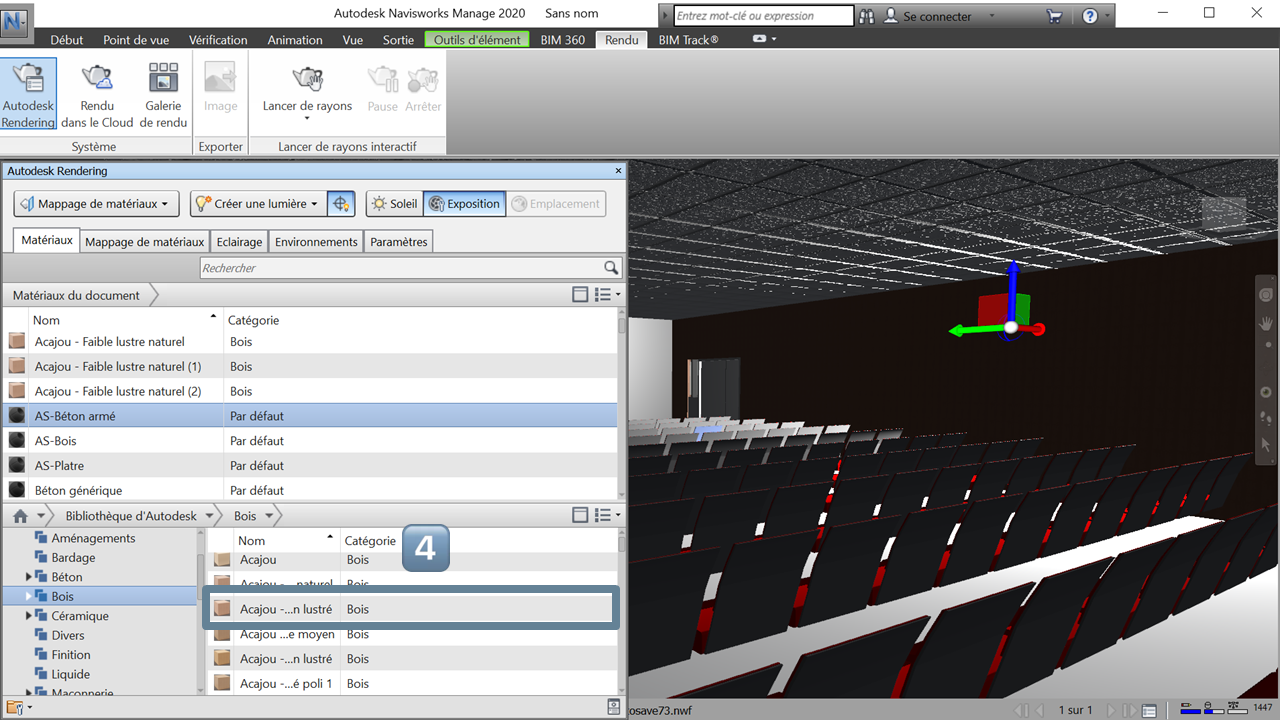 Autodesk Navisworks Manage 2020 Sans nom
Entrez mot-clé ou expression
Se connecter
N
Début Point de vue Vérification Animation Vue Sortie Outils d'élément BIM 360 Rendu BIM Track®
Autodesk Rendering
Rendu dans le Cloud
Galerie de rendu
Image
Lancer de rayons
Pause
Arrêter
Système Exporter Lancer de rayons interactif
Autodesk Rendering
Mappage de matériaux Créer une lumière Soleil Exposition Emplacement
Matériaux Mappage de matériaux Eclairage Environnements Paramètres
Rechercher
Matériaux du document
Nom Catégorie
Acajou - Faible lustre naturel Bois
Acajou - Faible lustre naturel (1) Bois
Acajou - Faible lustre naturel (2) Bois
AS-Béton armé Par défaut
AS-Bois Par défaut
AS-Platre Par défaut
Béton générique Par défaut
Bibliothèque d'Autodesk Bois
Aménagements
Bardage
Béton
Bois
Céramique
Divers
Finition
Liquide
Maçonnerie
Nom Catégorie
4
Acajou Bois
Acajou -... naturel Bois
Acajou -...n lustré Bois
Acajou ...e moyen Bois
Acajou -...n lustré Bois
Acajou -...é poli 1 Bois
osave73.nwf
1 sur 1
1447